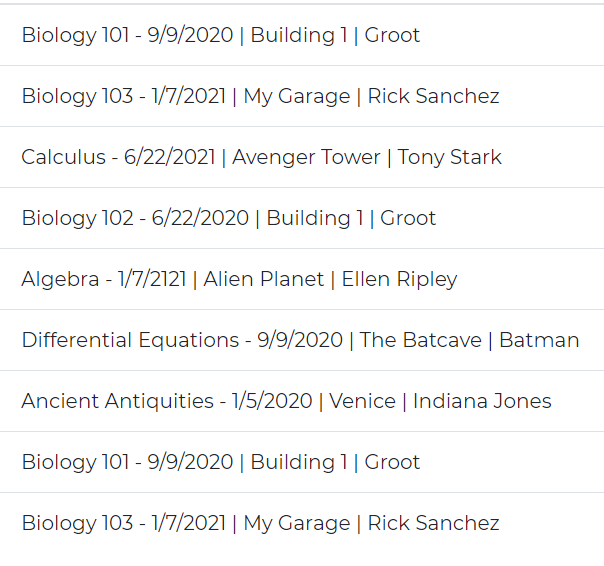 Biology 101 - 9/9/2020 | Building 1 | Groot
Biology 103 - 1/7/2021 | My Garage | Rick Sanchez
Calculus - 6/22/2021 | Avenger Tower | Tony Stark
Biology 102 - 6/22/2020 | Building 1 | Groot
Algebra - 1/7/2121 | Alien Planet | Ellen Ripley
Differential Equations - 9/9/2020 | The Batcave | Batman
Ancient Antiquities - 1/5/2020 | Venice | Indiana Jones
Biology 101 - 9/9/2020 | Building 1 | Groot
Biology 103 - 1/7/2021 | My Garage | Rick Sanchez